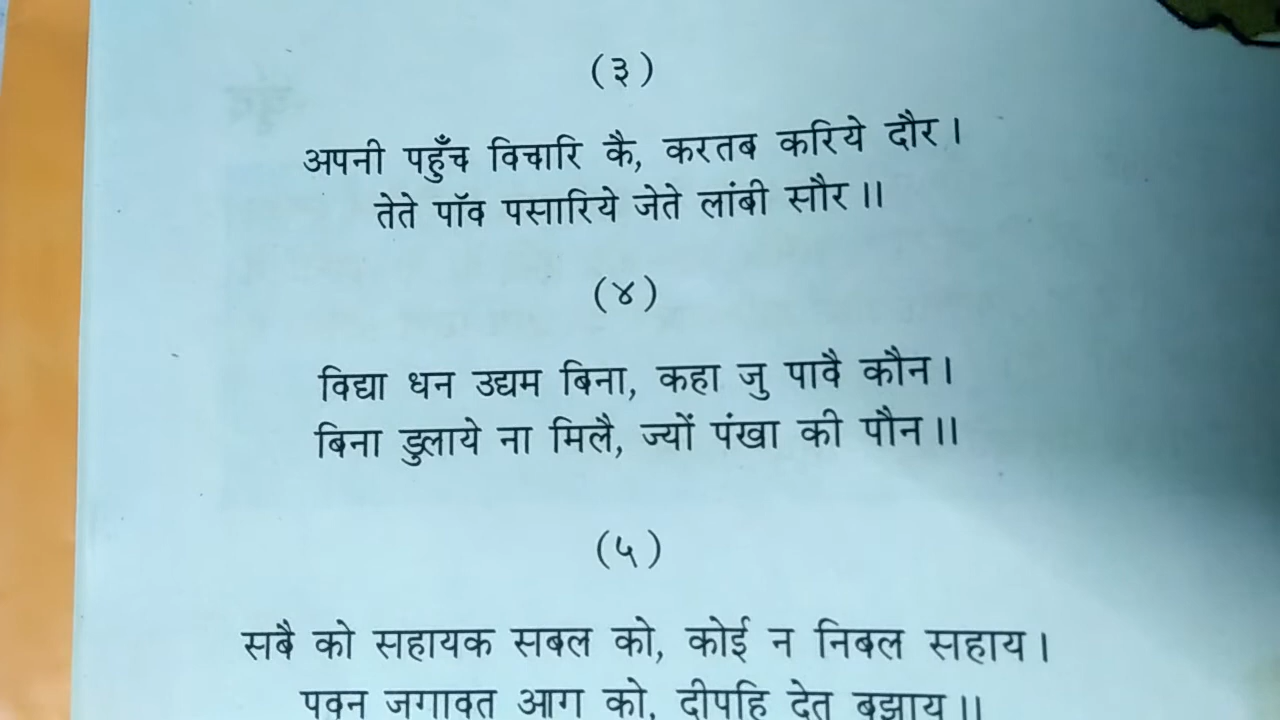 (३)
अपनी पहुँच विचारि कै, करतब करिये दौर।
तेते पॉव पसारिये जेते लांबी सौर॥
(४)
विद्या धन उद्यम बिना, कहा जु पावै कौन।
बिना डुलाये ना मिलै, ज्यों पंखा की पौन॥
(५)
सबै को सहायक सबल को, कोई न निबल सहाय।
पवन जगावत आग को, दीपहि देत बुझाय॥